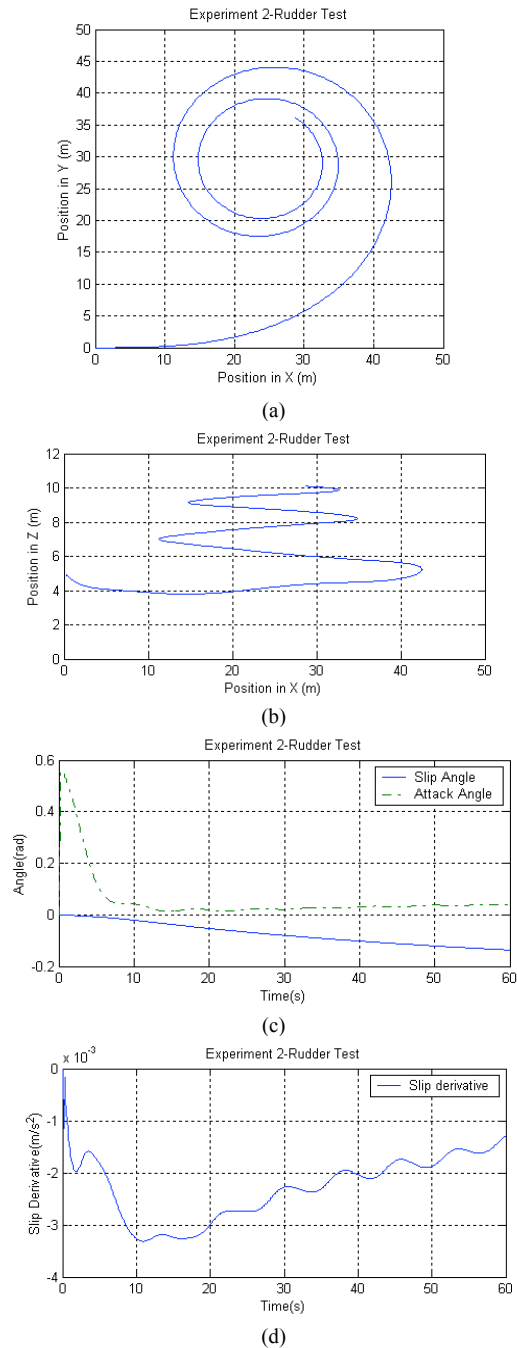 Experiment 2-Rudder Test
50
45
40
35
30
25
20
15
10
5
0
Position in Y (m)
0 10 20 30 40 50
Position in X (m)
(a)
Experiment 2-Rudder Test
12
10
8
6
4
2
0
Position in Z (m)
0 10 20 30 40 50
Position in X (m)
(b)
Experiment 2-Rudder Test
0.6
0.4
0.2
0
-0.2
Angle(rad)
Slip Angle
Attack Angle
0 10 20 30 40 50 60
Time(s)
(c)
x 10-3
Experiment 2-Rudder Test
0
-1
-2
-3
-4
Slip Derivative(m/s2)
Slip derivative
0 10 20 30 40 50 60
Time(s)
(d)